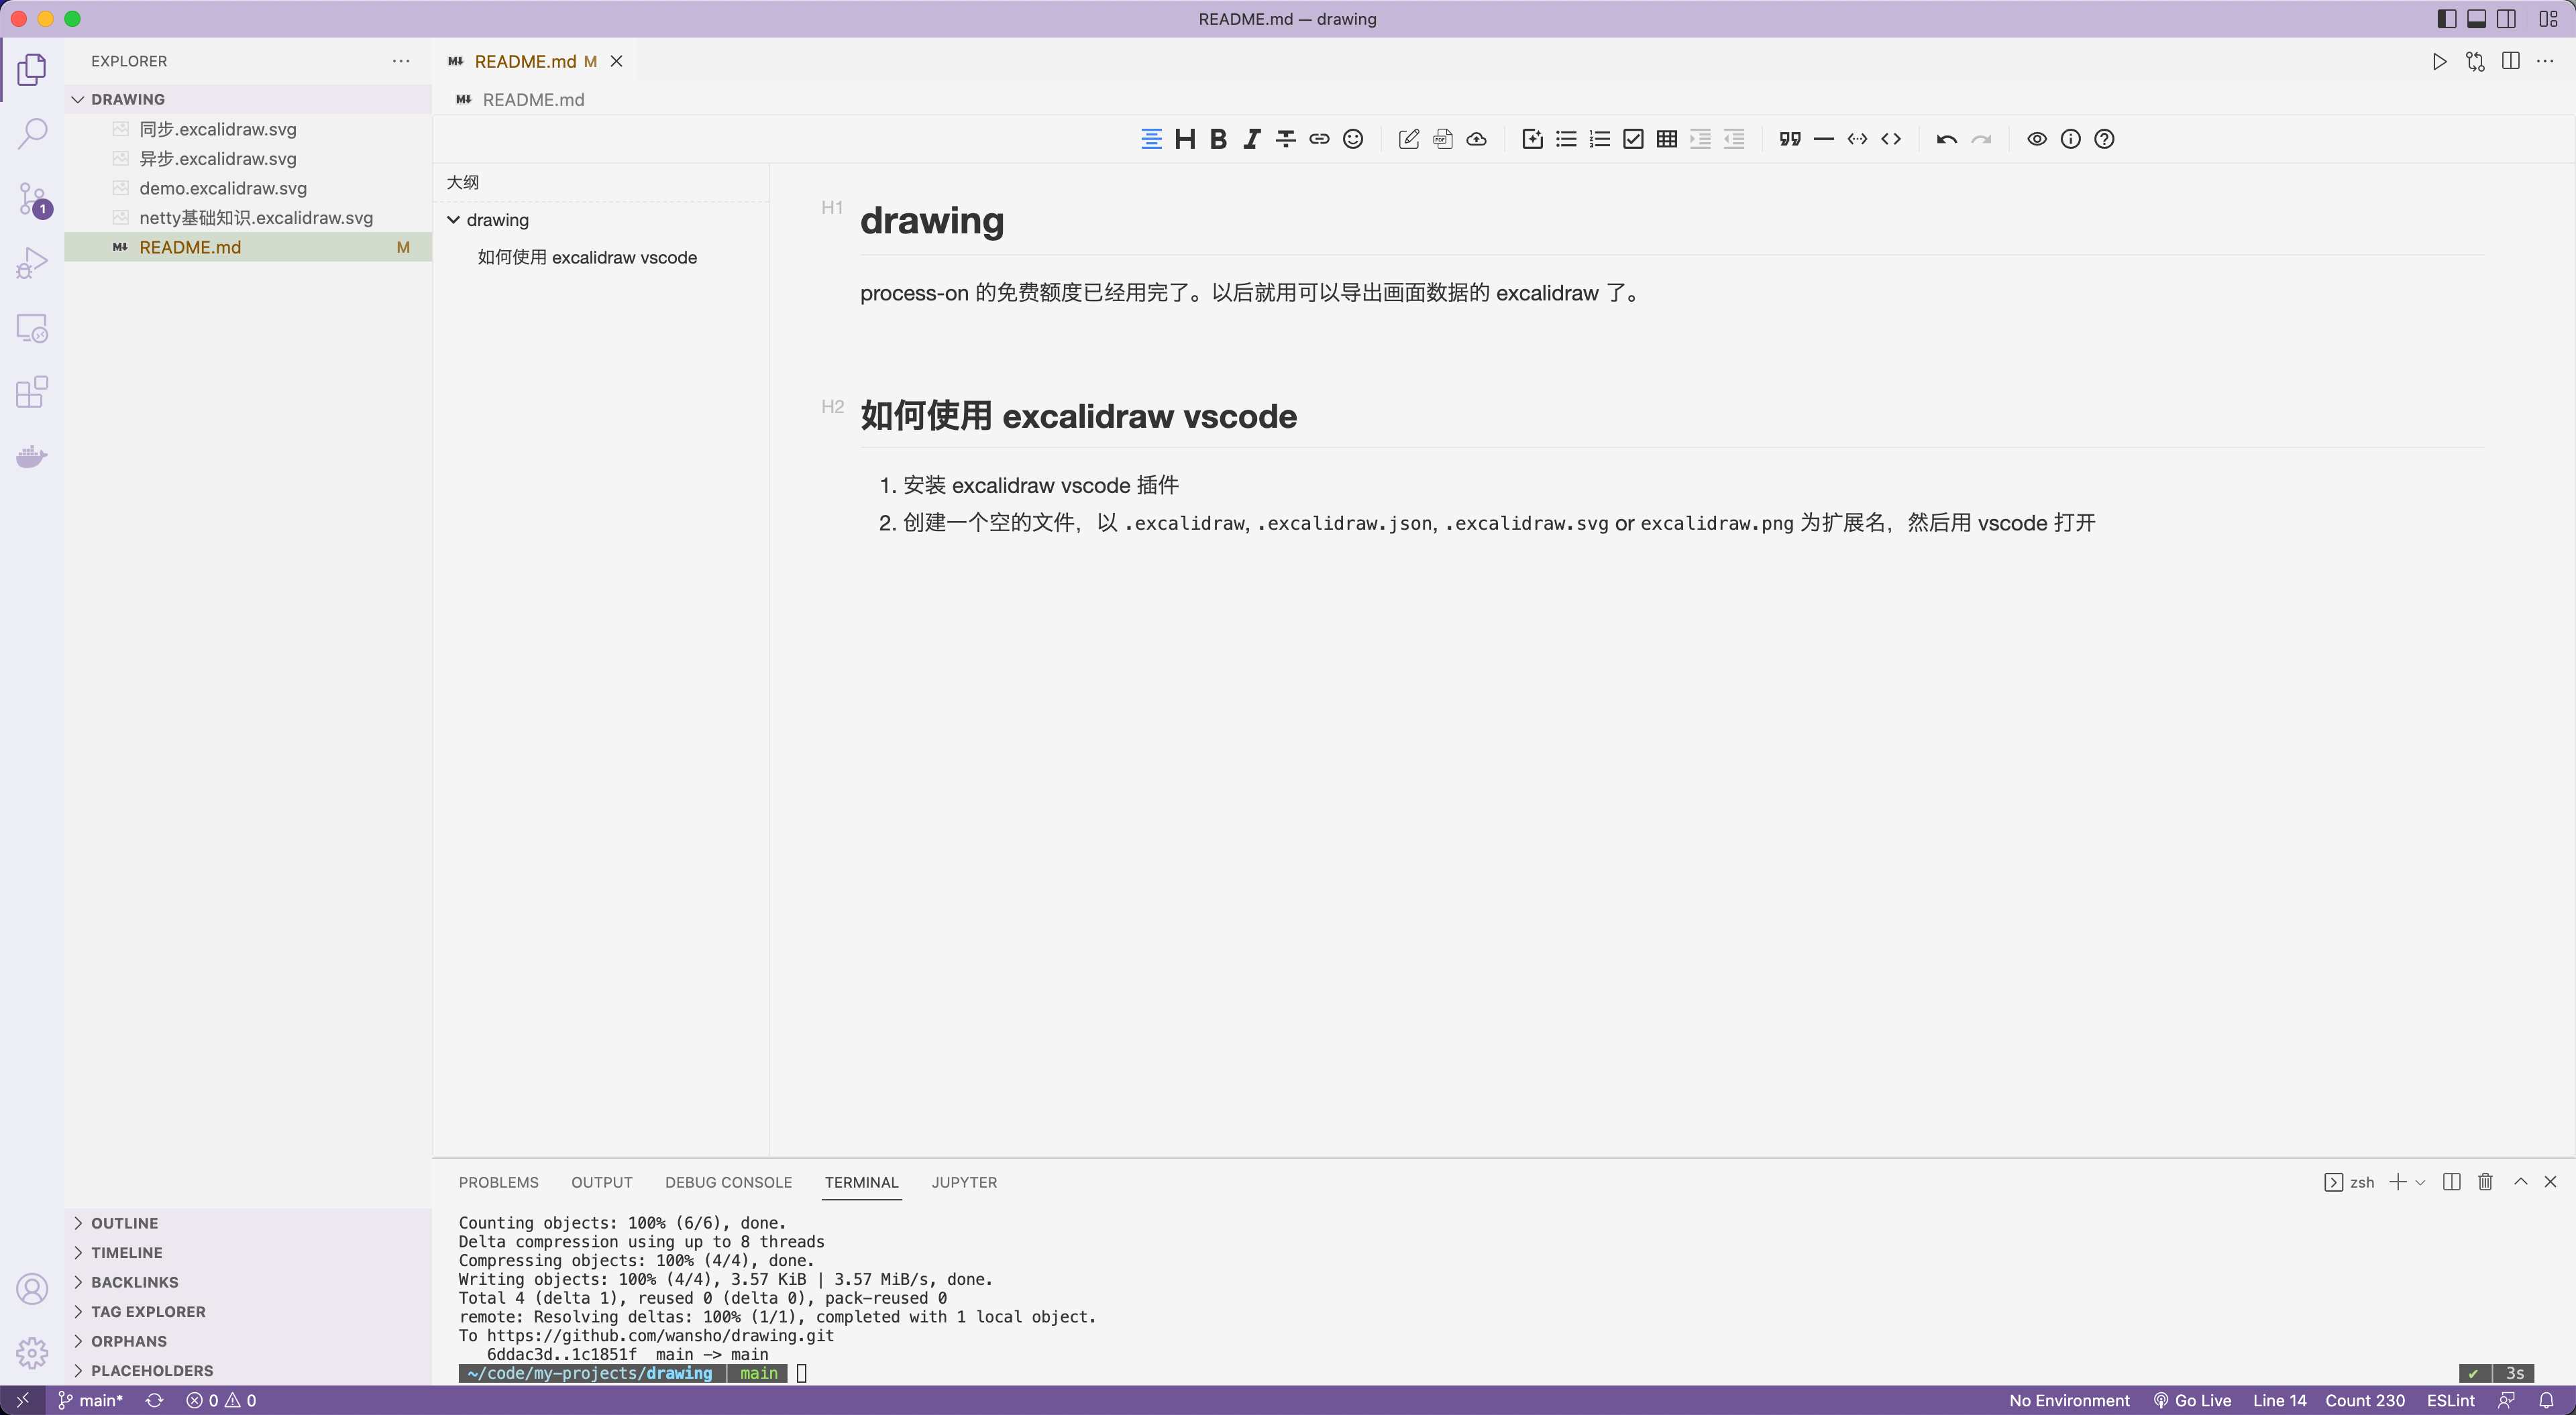 README.md — drawing
EXPLORER
DRAWING
同步.excalidraw.svg
异步.excalidraw.svg
demo.excalidraw.svg
netty基础知识.excalidraw.svg
README.md M
1
OUTLINE
TIMELINE
BACKLINKS
TAG EXPLORER
ORPHANS
PLACEHOLDERS
README.md M
README.md
大纲
drawing
如何使用 excalidraw vscode
H1 drawing
process-on 的免费额度已经用完了。以后就用可以导出画面数据的 excalidraw 了。
H2 如何使用 excalidraw vscode
1. 安装 excalidraw vscode 插件
2. 创建一个空的文件，以 .excalidraw, .excalidraw.json, .excalidraw.svg or excalidraw.png 为扩展名，然后用 vscode 打开
PROBLEMS OUTPUT DEBUG CONSOLE TERMINAL JUPYTER
zsh
Counting objects: 100% (6/6), done.
Delta compression using up to 8 threads
Compressing objects: 100% (4/4), done.
Writing objects: 100% (4/4), 3.57 KiB | 3.57 MiB/s, done.
Total 4 (delta 1), reused 0 (delta 0), pack-reused 0
remote: Resolving deltas: 100% (1/1), completed with 1 local object.
To https://github.com/wansho/drawing.git
6ddac3d..1c1851f main -> main
~/code/my-projects/drawing main ✔ 3s
main* 0 0 No Environment Go Live Line 14 Count 230 ESLint